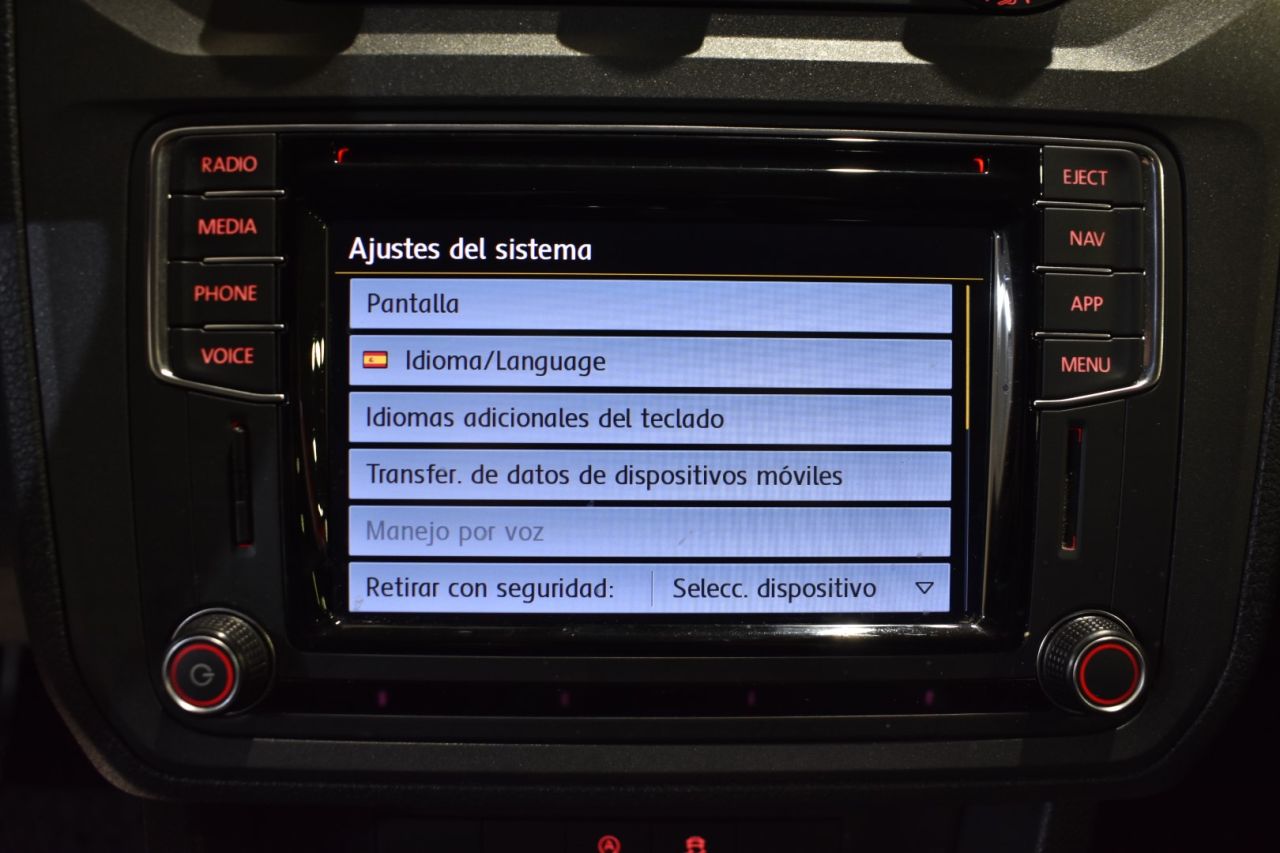 RADIO
MEDIA
PHONE
VOICE
Ajustes del sistema
Pantalla
Idioma/Language
Idiomas adicionales del teclado
Transfer. de datos de dispositivos móviles
Manejo por voz
Retirar con seguridad: Selecc. dispositivo
EJECT
NAV
APP
MENU
A